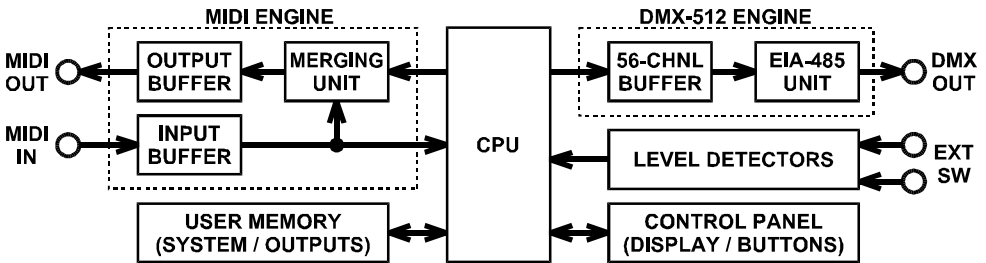 MIDI ENGINE
DMX-512 ENGINE
MIDI
OUT
OUTPUT
BUFFER
MERGING
UNIT
56-CHNL
BUFFER
EIA-485
UNIT
DMX
OUT
MIDI
IN
INPUT
BUFFER
CPU
LEVEL DETECTORS
EXT
SW
USER MEMORY
(SYSTEM / OUTPUTS)
CONTROL PANEL
(DISPLAY / BUTTONS)